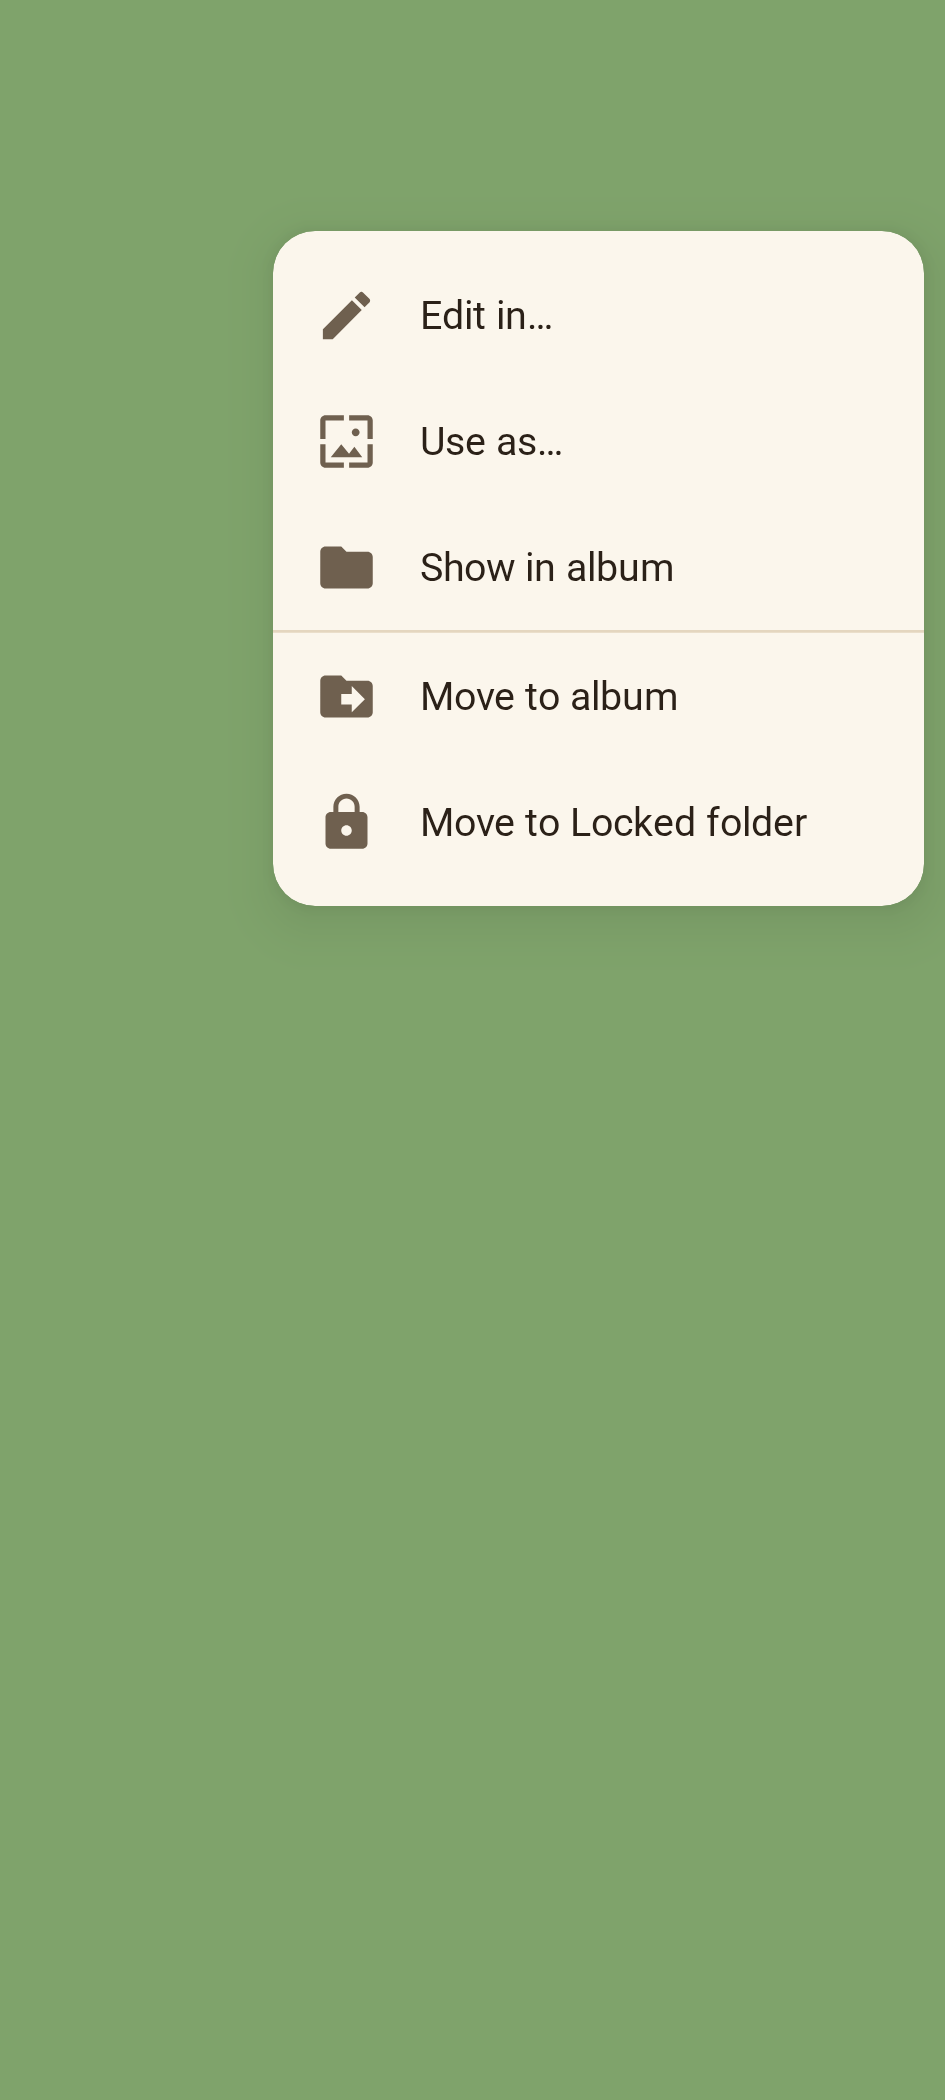 Edit in…
Use as…
Show in album
Move to album
Move to Locked folder